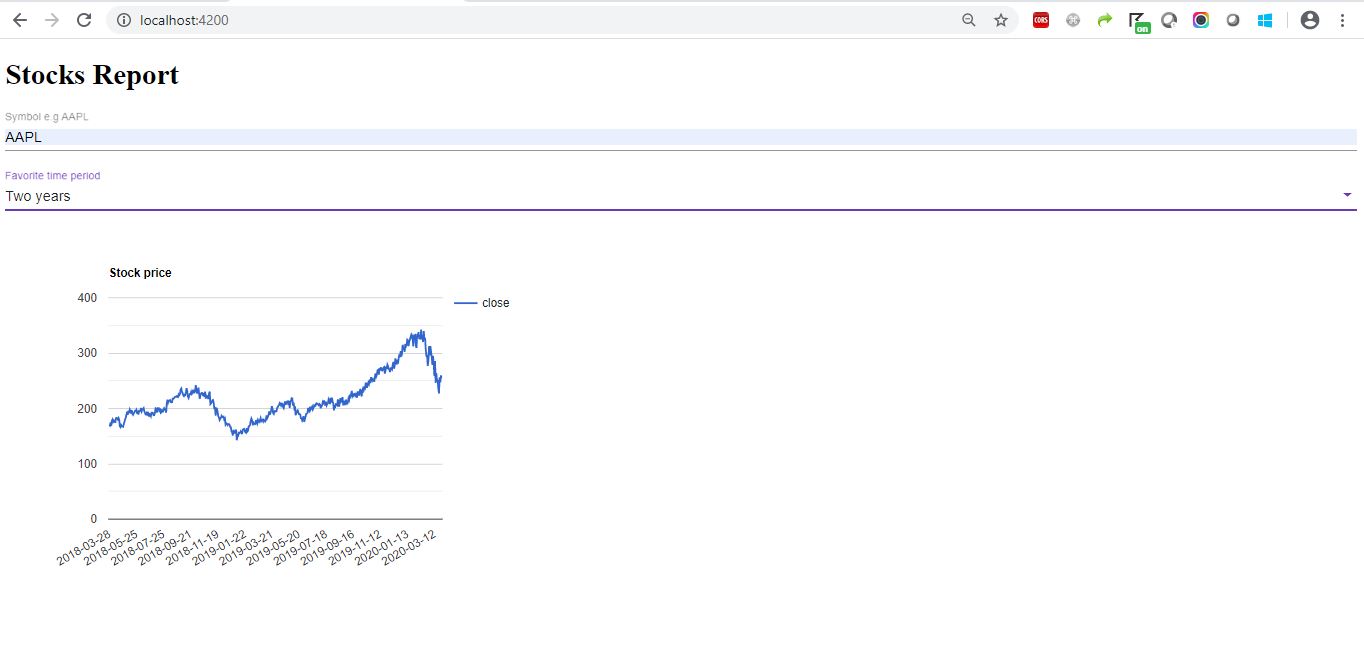 localhost:4200
CORS
on
Stocks Report
Symbol e.g AAPL
AAPL
Favorite time period
Two years
Stock price
400
close
300
200
100
0
2018-03-28
2018-05-25
2018-07-25
2018-09-21
2018-11-19
2019-01-22
2019-03-21
2019-05-20
2019-07-18
2019-09-16
2019-11-12
2020-01-13
2020-03-12